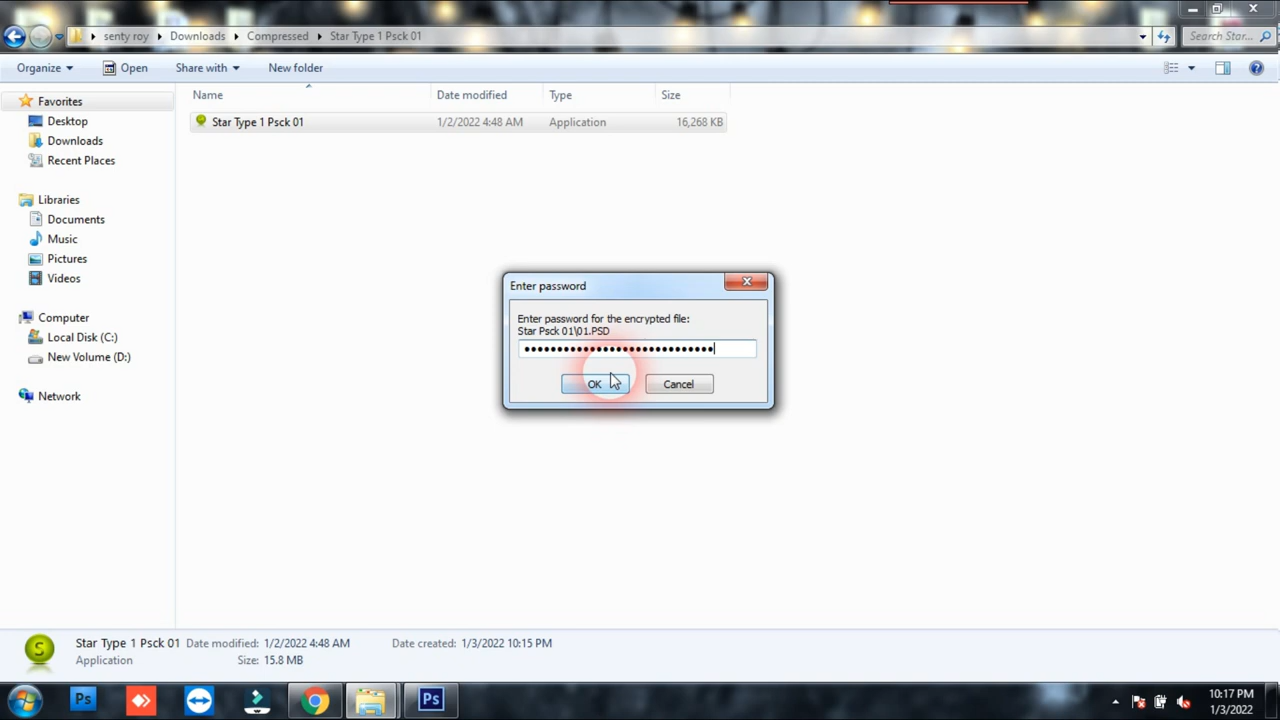 senty roy Downloads Compressed Star Type 1 Psck 01
Search Star...
Organize Open Share with New folder
Name Date modified Type Size
Favorites
Star Type 1 Psck 01 1/2/2022 4:48 AM Application 16,268 KB
Desktop
Downloads
Recent Places
Libraries
Documents
Music
Pictures
Videos
Computer
Local Disk (C:)
New Volume (D:)
Network
Enter password
Enter password for the encrypted file:
Star Psck 01\01.PSD
OK Cancel
S
Star Type 1 Psck 01 Date modified: 1/2/2022 4:48 AM Date created: 1/3/2022 10:15 PM
Application Size: 15.8 MB
Ps
Ps
10:17 PM
1/3/2022